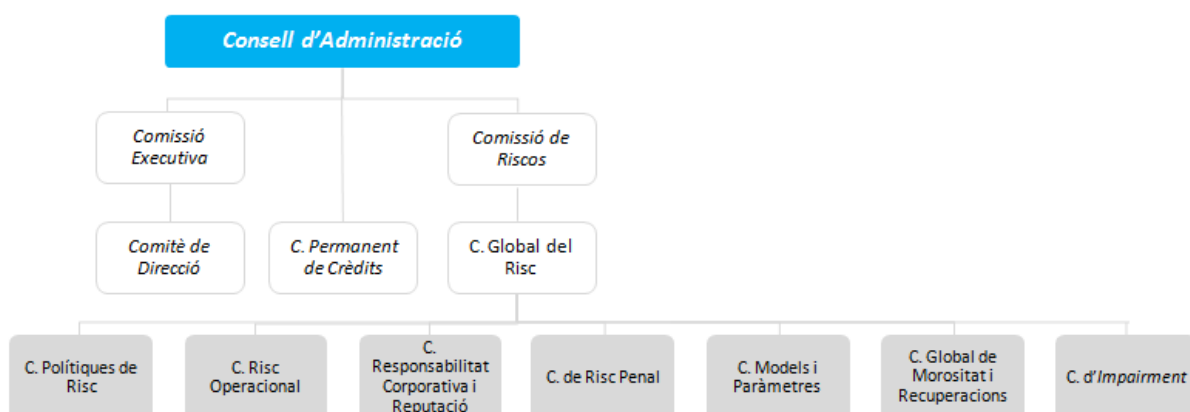 Consell d'Administració
Comissió
Executiva
Comissió de
Riscos
Comitè de
Direcció
C. Permanent
de Crèdits
C. Global del
Risc
C. Polítiques de
Risc
C. Risc
Operacional
C.
Responsabilitat
Corporativa i
Reputació
C. de Risc Penal
C. Models i
Paràmetres
C. Global de
Morositat i
Recuperacions
C. d'Impairment